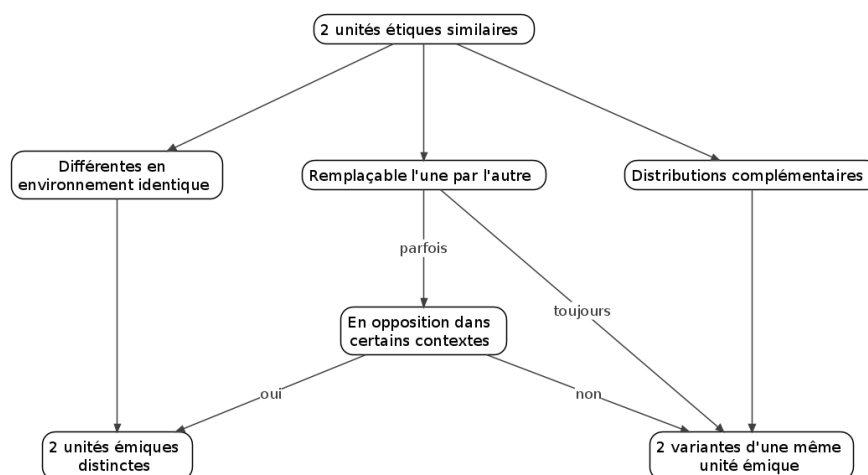 2 unités étiques similaires
Différentes en
environnement identique
Remplaçable l'une par l'autre
Distributions complémentaires
parfois
toujours
En opposition dans
certains contextes
oui
non
2 unités émiques
distinctes
2 variantes d'une même
unité émique